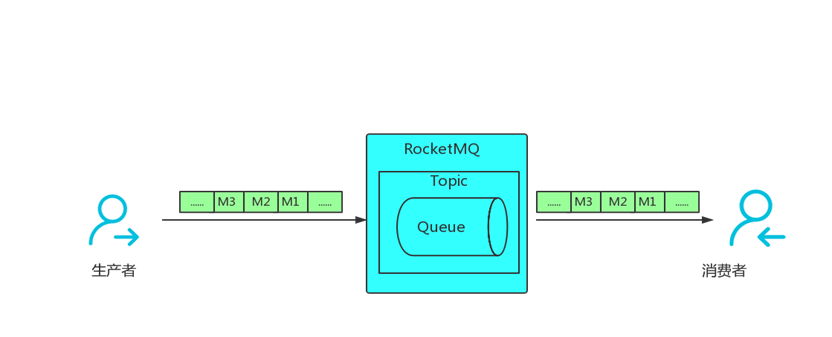 RocketMQ
Topic
...... M3 M2 M1 ......
...... M3 M2 M1 ......
Queue
生产者
消费者